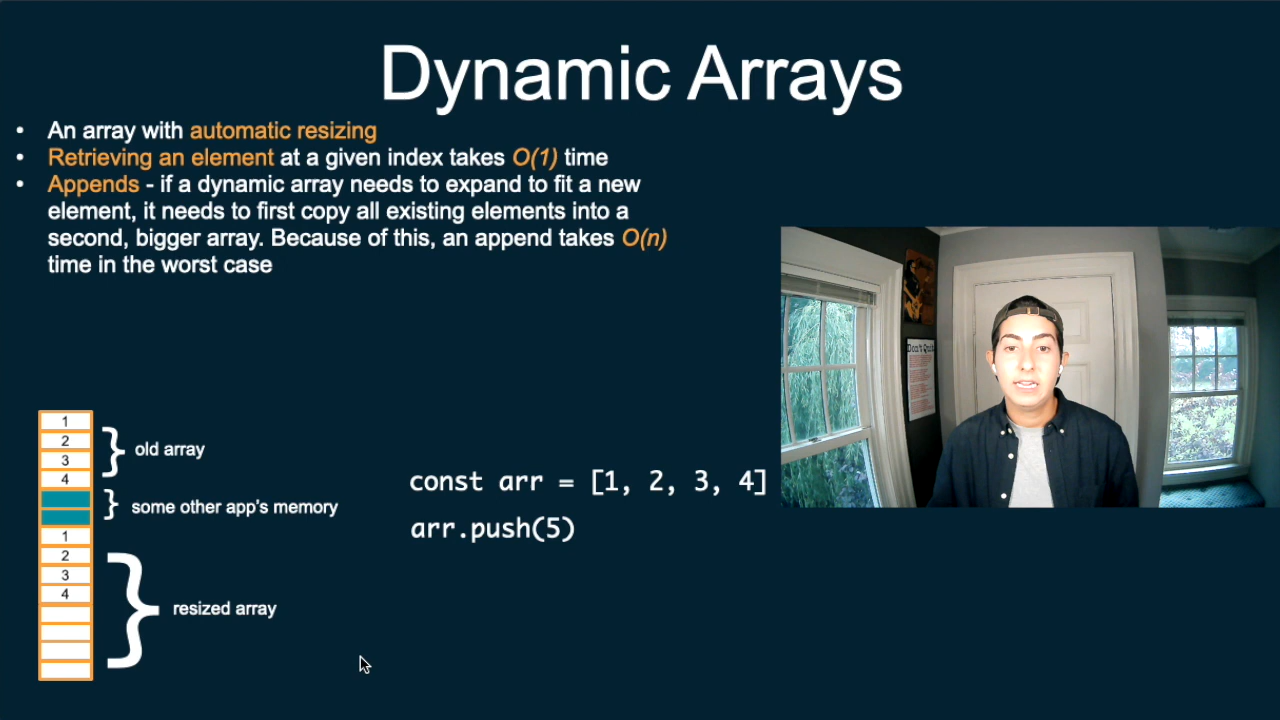 Dynamic Arrays
• An array with automatic resizing
• Retrieving an element at a given index takes O(1) time
• Appends - if a dynamic array needs to expand to fit a new
element, it needs to first copy all existing elements into a
second, bigger array. Because of this, an append takes O(n)
time in the worst case
Don't Quit
1
2
3
4
old array
some other app's memory
1
2
3
4
resized array
const arr = [1, 2, 3, 4]
arr.push(5)